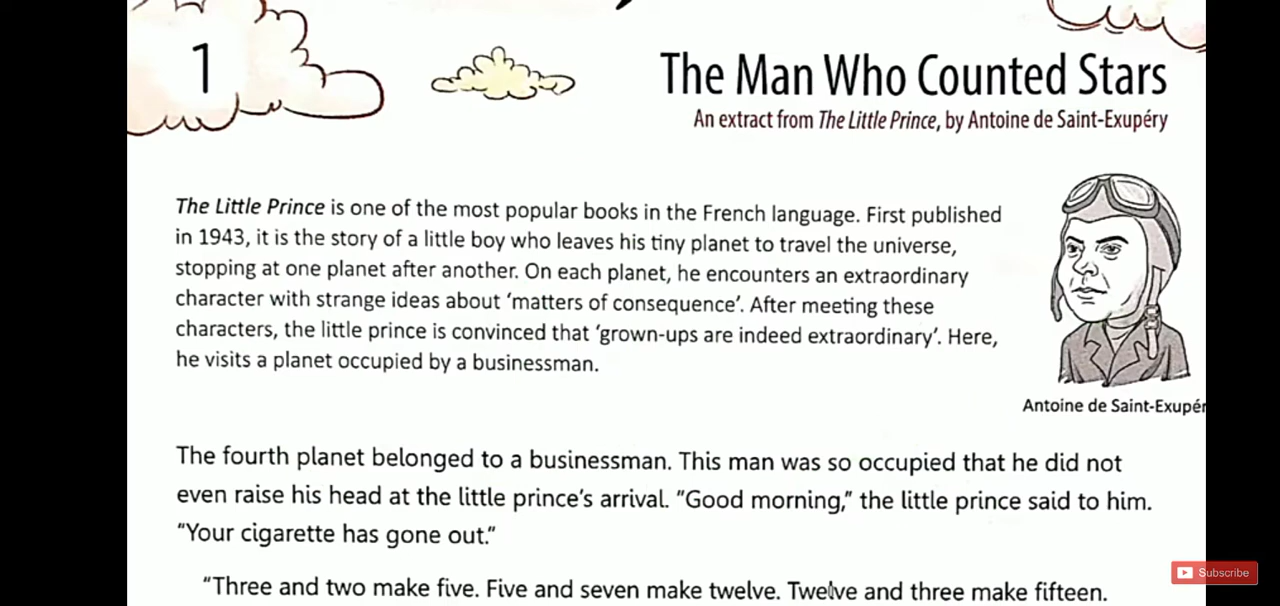 1
The Man Who Counted Stars
An extract from The Little Prince, by Antoine de Saint-Exupéry
The Little Prince is one of the most popular books in the French language. First published
in 1943, it is the story of a little boy who leaves his tiny planet to travel the universe,
stopping at one planet after another. On each planet, he encounters an extraordinary
character with strange ideas about ‘matters of consequence’. After meeting these
characters, the little prince is convinced that ‘grown-ups are indeed extraordinary’. Here,
he visits a planet occupied by a businessman.
Antoine de Saint-Exupér
The fourth planet belonged to a businessman. This man was so occupied that he did not
even raise his head at the little prince’s arrival. “Good morning,” the little prince said to him.
“Your cigarette has gone out.”
“Three and two make five. Five and seven make twelve. Twelve and three make fifteen.
Subscribe